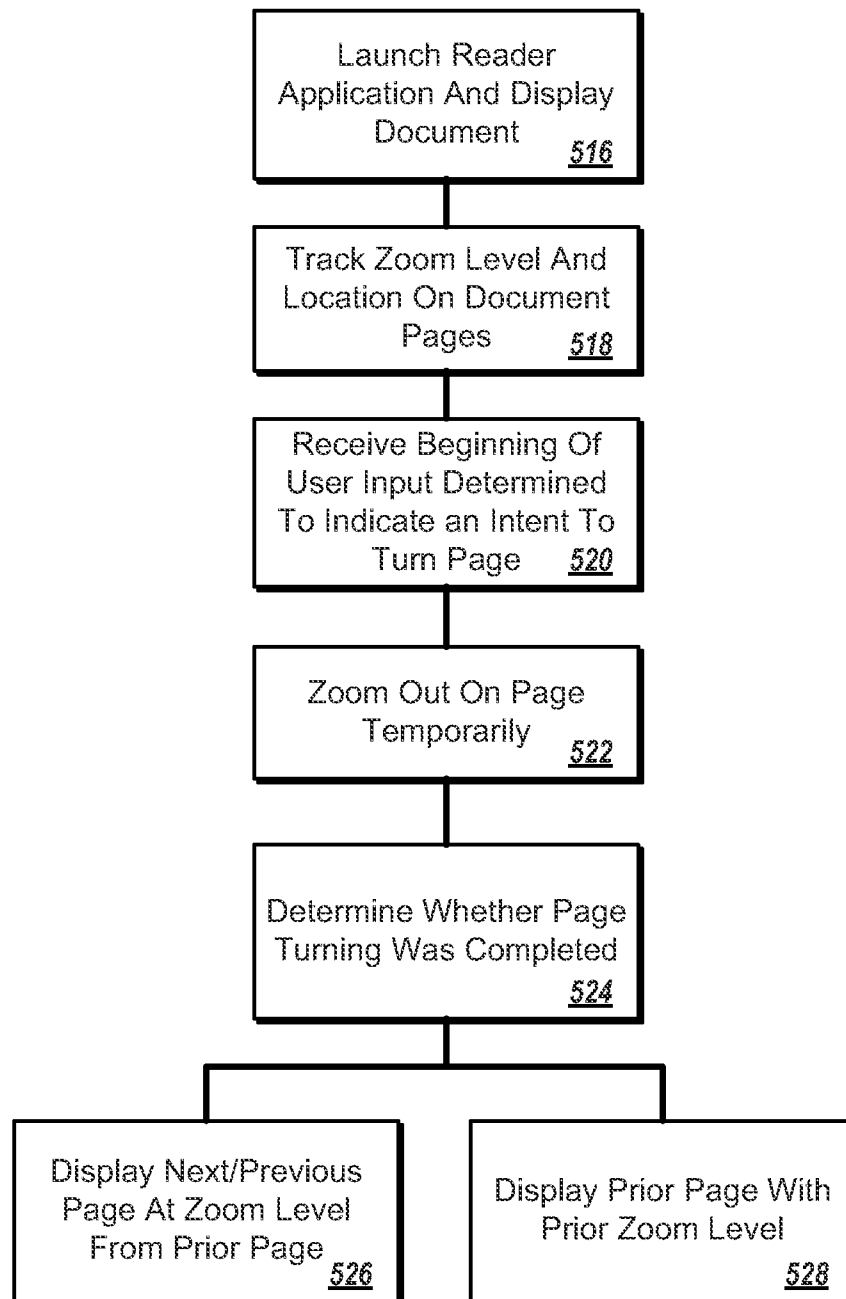 Launch Reader
Application And Display
Document
516
Track Zoom Level And
Location On Document
Pages
518
Receive Beginning Of
User Input Determined
To Indicate an Intent To
Turn Page
520
Zoom Out On Page
Temporarily
522
Determine Whether Page
Turning Was Completed
524
Display Next/Previous
Page At Zoom Level
From Prior Page
526
Display Prior Page With
Prior Zoom Level
528